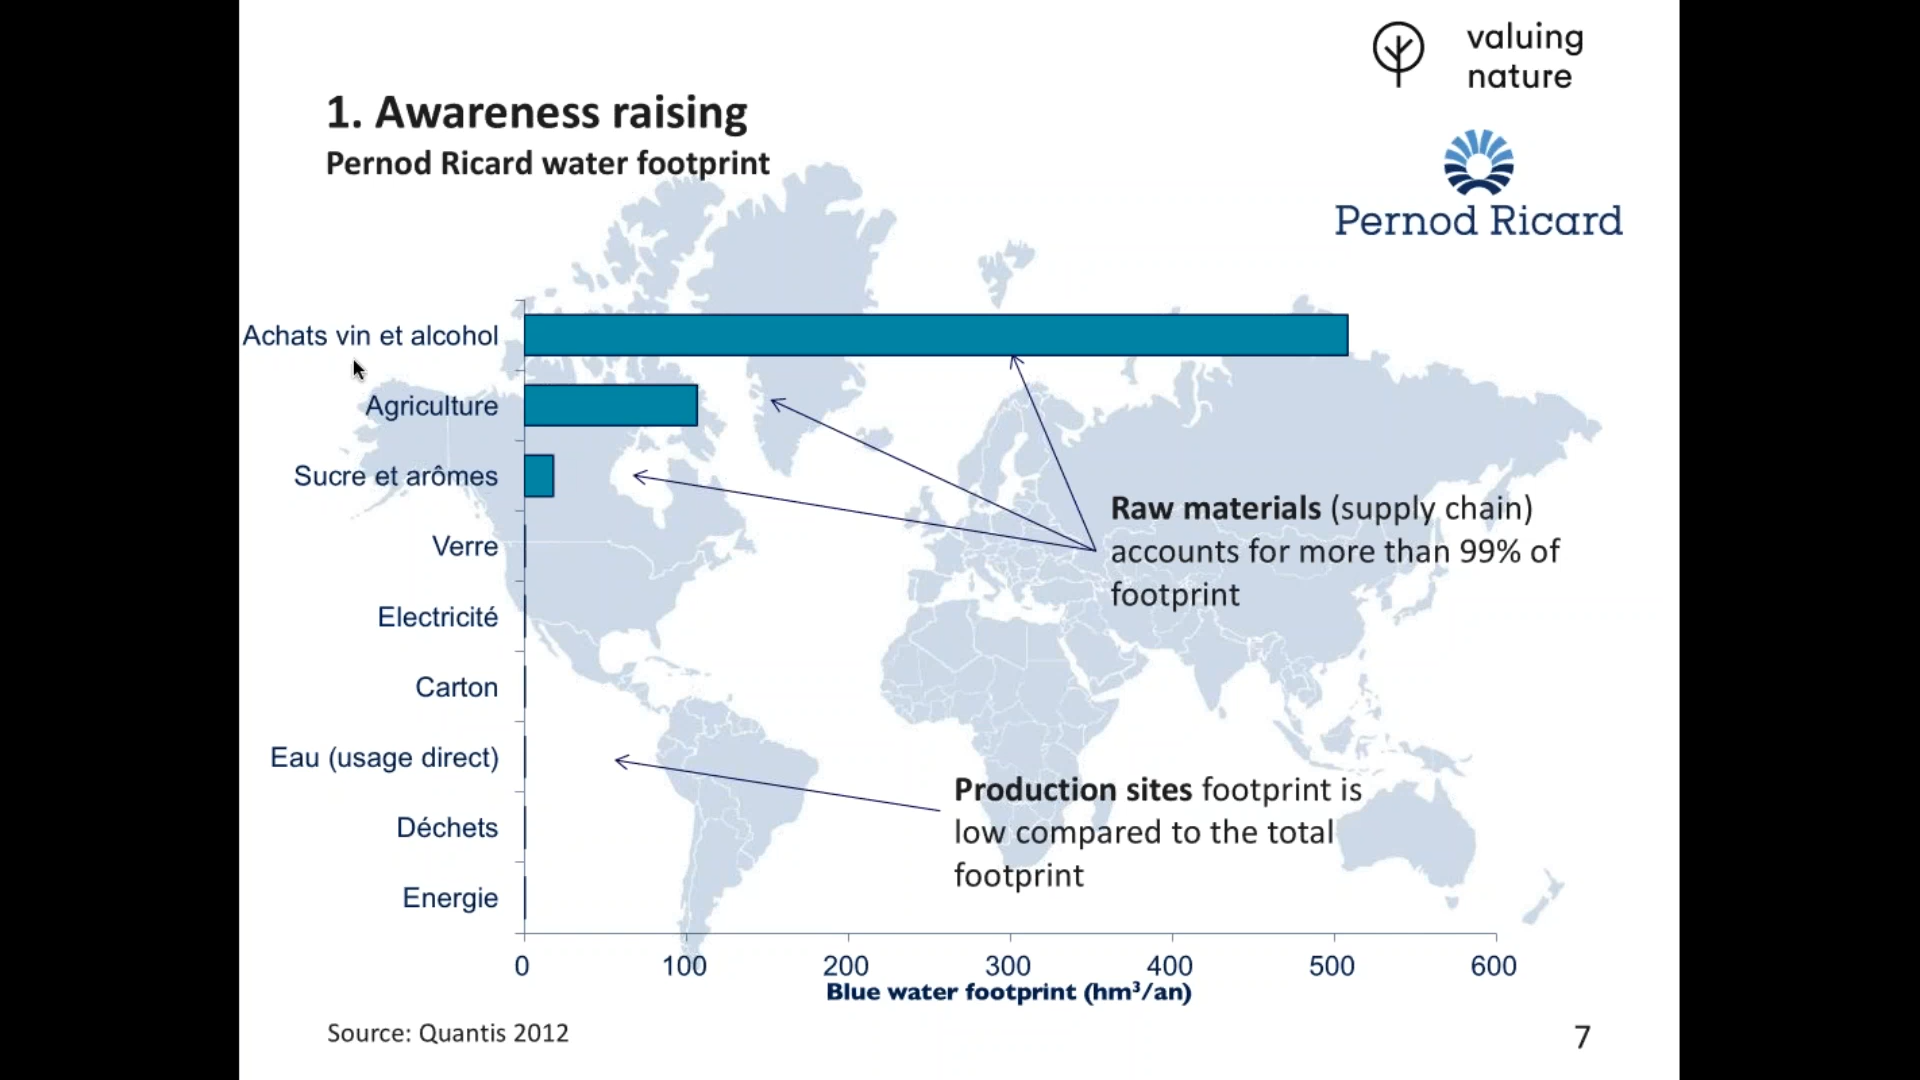 valuing
nature
1. Awareness raising
Pernod Ricard water footprint
Pernod Ricard
Achats vin et alcohol
Agriculture
Sucre et arômes
Verre
Electricité
Carton
Eau (usage direct)
Déchets
Energie
Raw materials (supply chain)
accounts for more than 99% of
footprint
Production sites footprint is
low compared to the total
footprint
0 100 200 300 400 500 600
Blue water footprint (hm³/an)
Source: Quantis 2012
7